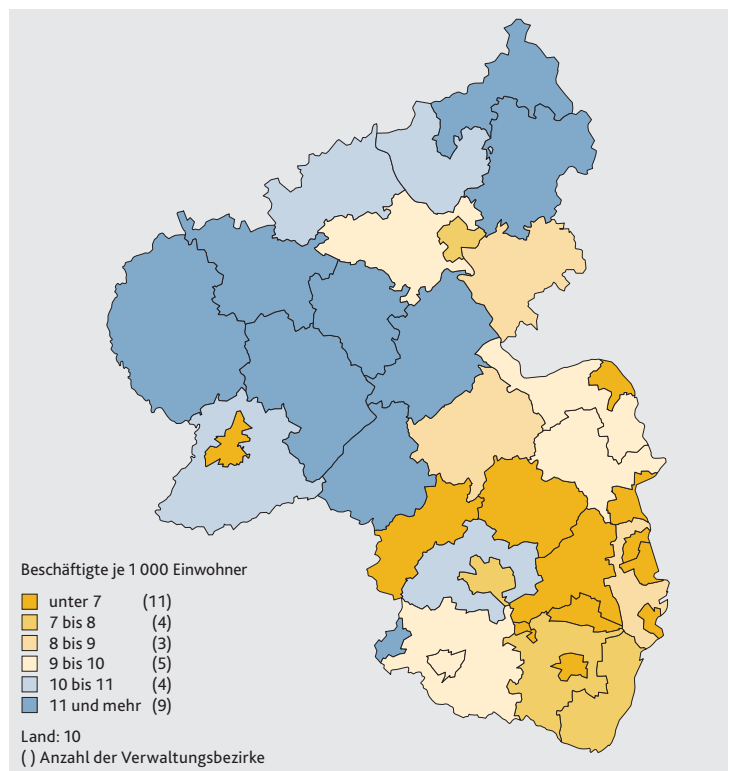 Beschäftigte je 1 000 Einwohner
unter 7 (11)
7 bis 8 (4)
8 bis 9 (3)
9 bis 10 (5)
10 bis 11 (4)
11 und mehr (9)
Land: 10
( ) Anzahl der Verwaltungsbezirke